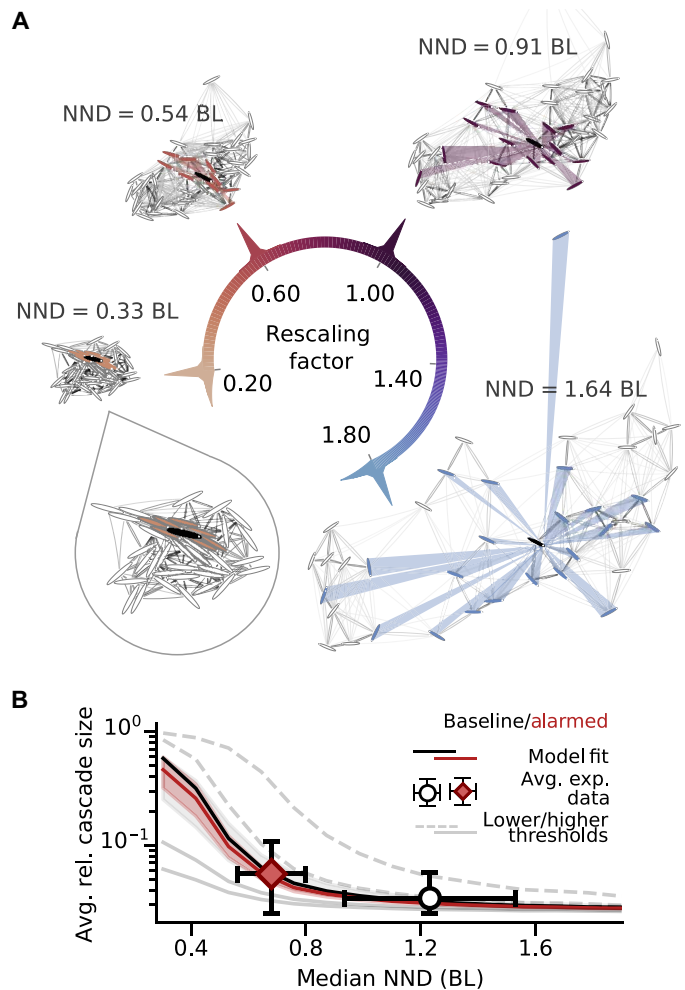 A
NND = 0.91 BL
NND = 0.54 BL
0.60
1.00
NND = 0.33 BL
Rescaling
factor
0.20
1.40
NND = 1.64 BL
1.80
B
Avg. rel. cascade size
10⁰
10⁻¹
Baseline/alarmed
Model fit
Avg. exp.
data
Lower/higher
thresholds
0.4
0.8
1.2
1.6
Median NND (BL)